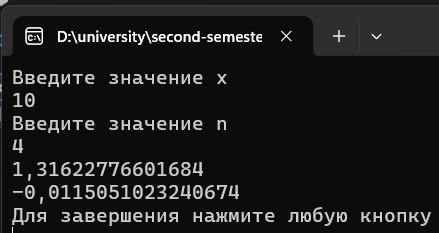 D:\university\second-semeste
Введите значение x
10
Введите значение n
4
1,31622776601684
-0,0115051023240674
Для завершения нажмите любую кнопку